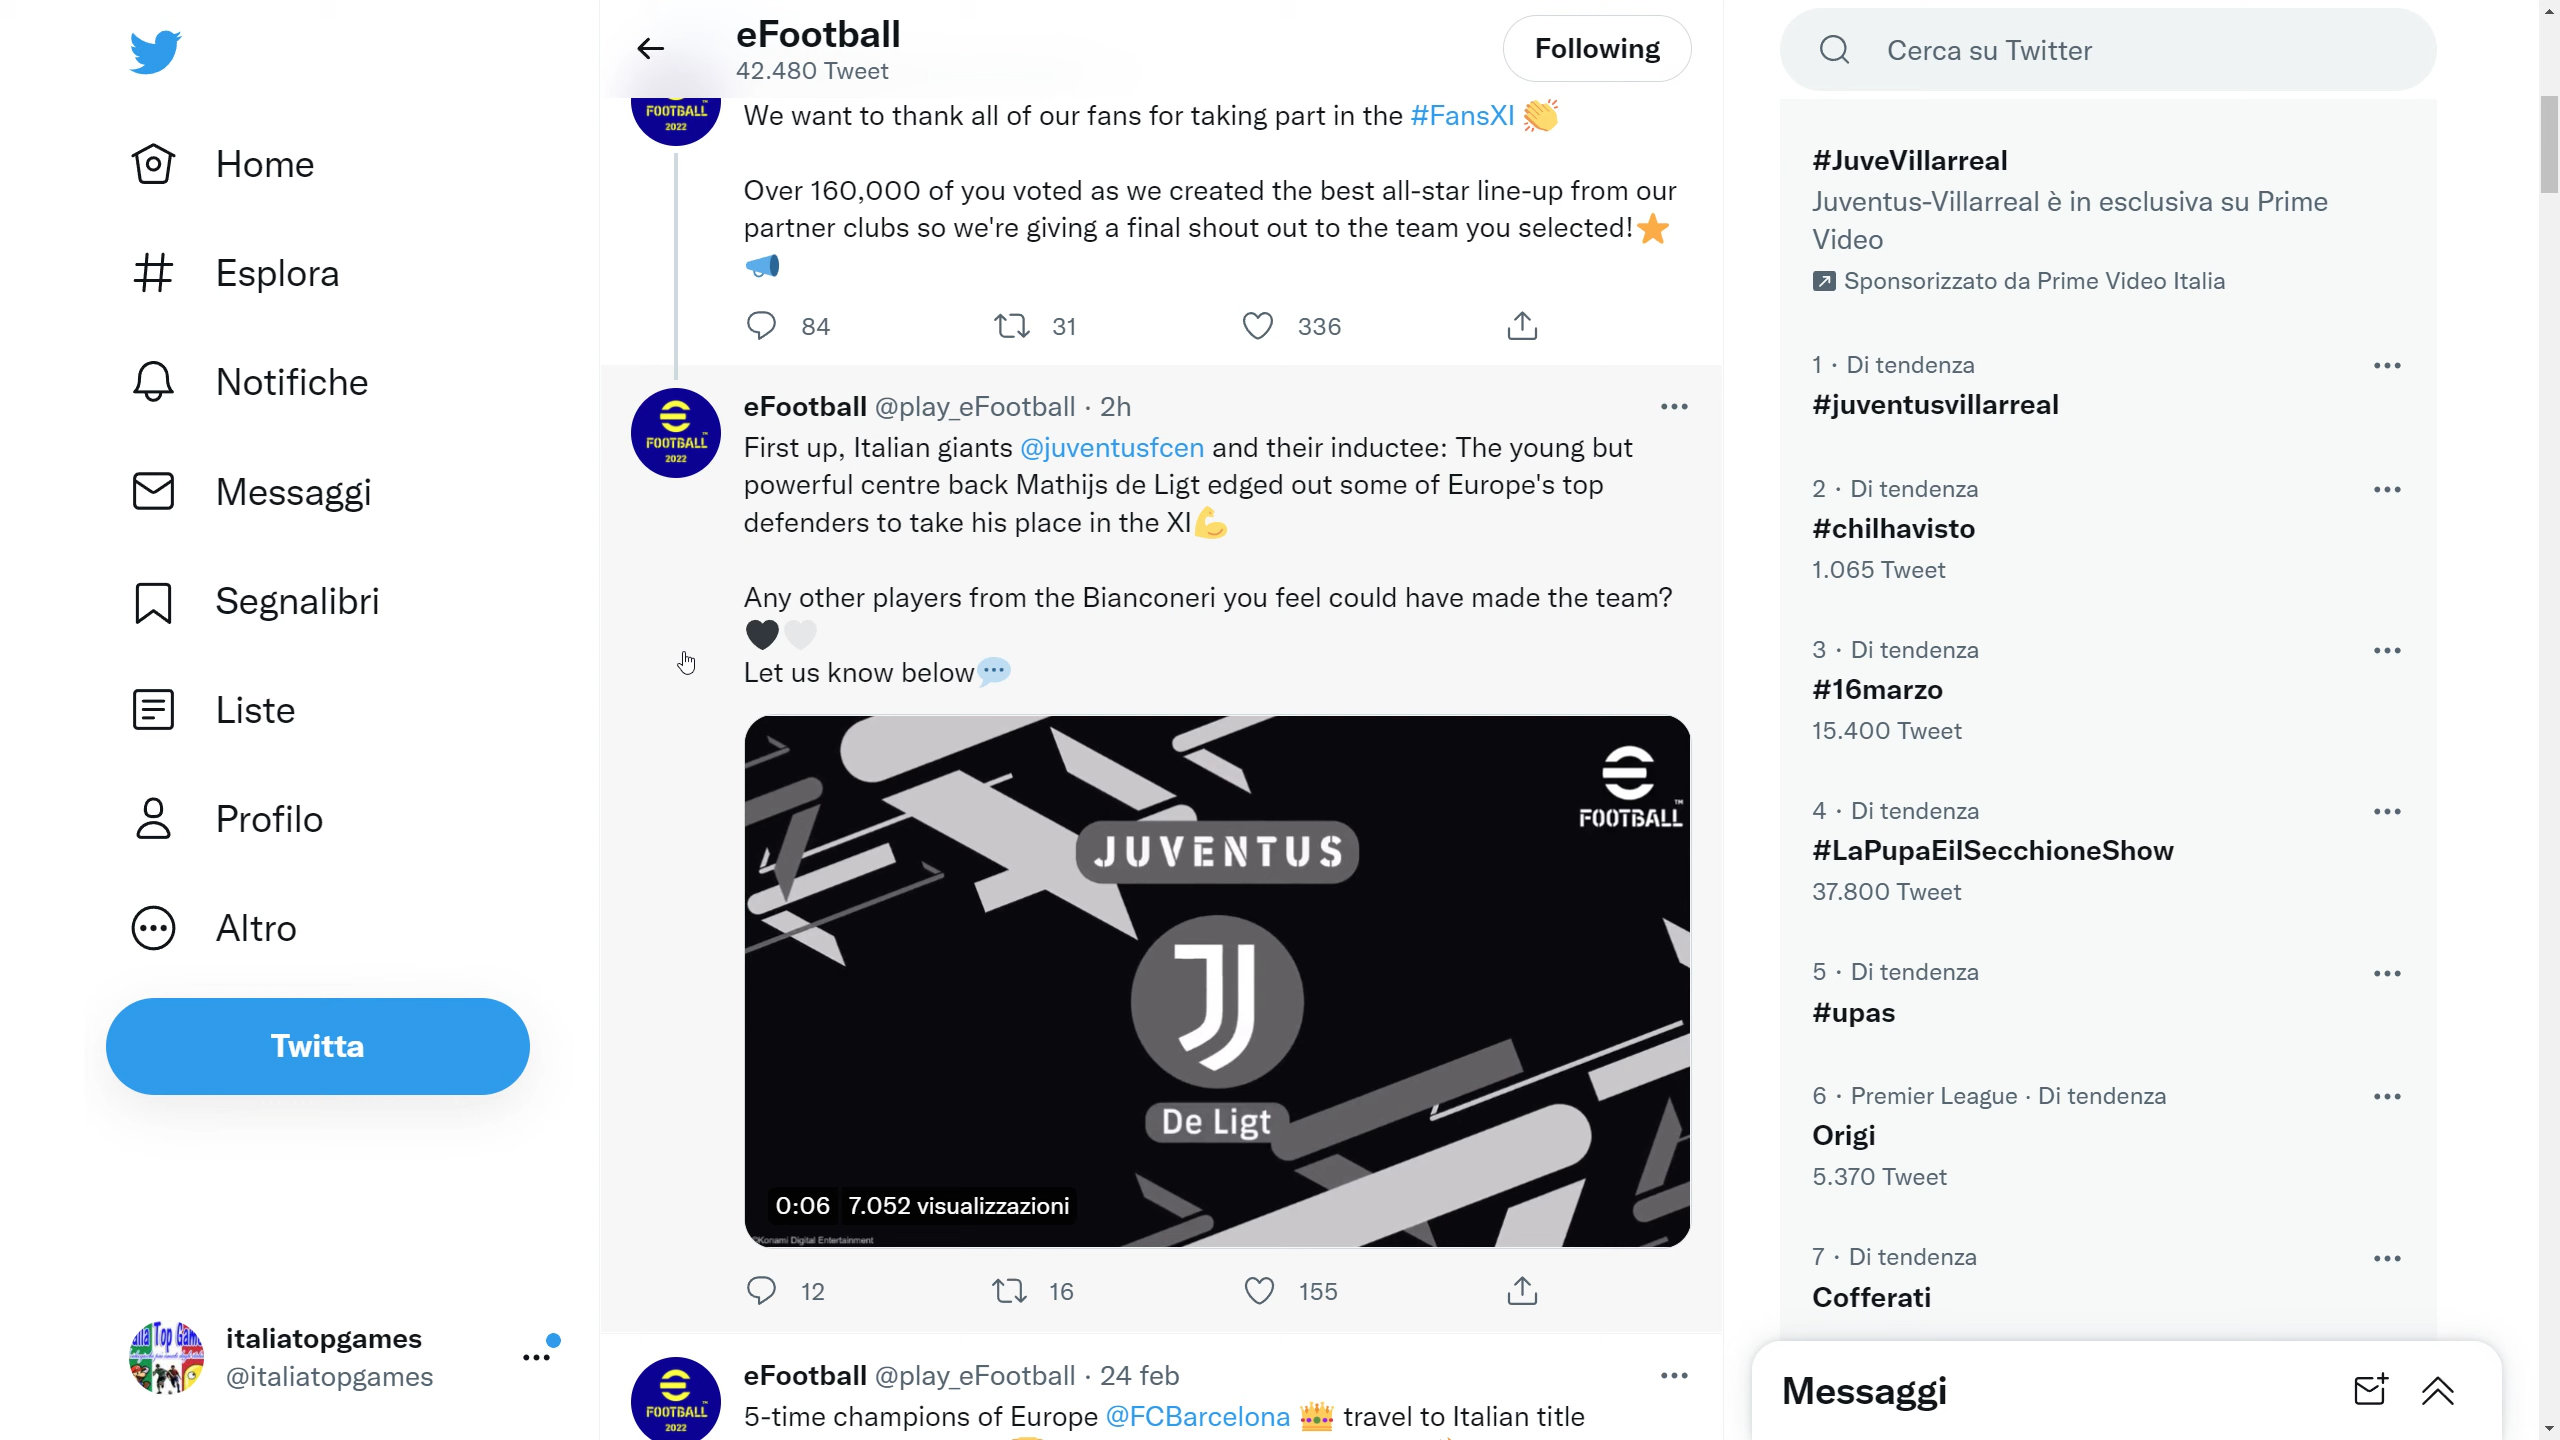 Home
Esplora
Notifiche
Messaggi
Segnalibri
Liste
Profilo
Altro
Twitta
italiatopgames
@italiatopgames
eFootball
42.480 Tweet
Following
FOOTBALL
2022
We want to thank all of our fans for taking part in the #FansXI 👏
Over 160,000 of you voted as we created the best all-star line-up from our
partner clubs so we're giving a final shout out to the team you selected!⭐
📣
84 31 336
FOOTBALL
2022
eFootball @play_eFootball · 2h
First up, Italian giants @juventusfcen and their inductee: The young but
powerful centre back Mathijs de Ligt edged out some of Europe's top
defenders to take his place in the XI💪
Any other players from the Bianconeri you feel could have made the team?
🖤🤍
Let us know below💬
FOOTBALL™
JUVENTUS
De Ligt
0:06 7.052 visualizzazioni
©Konami Digital Entertainment
12 16 155
FOOTBALL
2022
eFootball @play_eFootball · 24 feb
5-time champions of Europe @FCBarcelona 👑 travel to Italian title
Cerca su Twitter
#JuveVillarreal
Juventus-Villarreal è in esclusiva su Prime
Video
Sponsorizzato da Prime Video Italia
1 · Di tendenza
#juventusvillarreal
2 · Di tendenza
#chilhavisto
1.065 Tweet
3 · Di tendenza
#16marzo
15.400 Tweet
4 · Di tendenza
#LaPupaEilSecchioneShow
37.800 Tweet
5 · Di tendenza
#upas
6 · Premier League · Di tendenza
Origi
5.370 Tweet
7 · Di tendenza
Cofferati
Messaggi